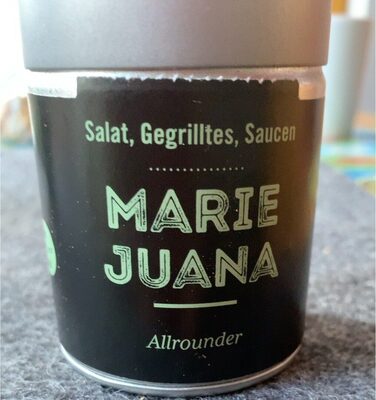 Salat, Gegrilltes, Saucen
MARIE
JUANA
Allrounder